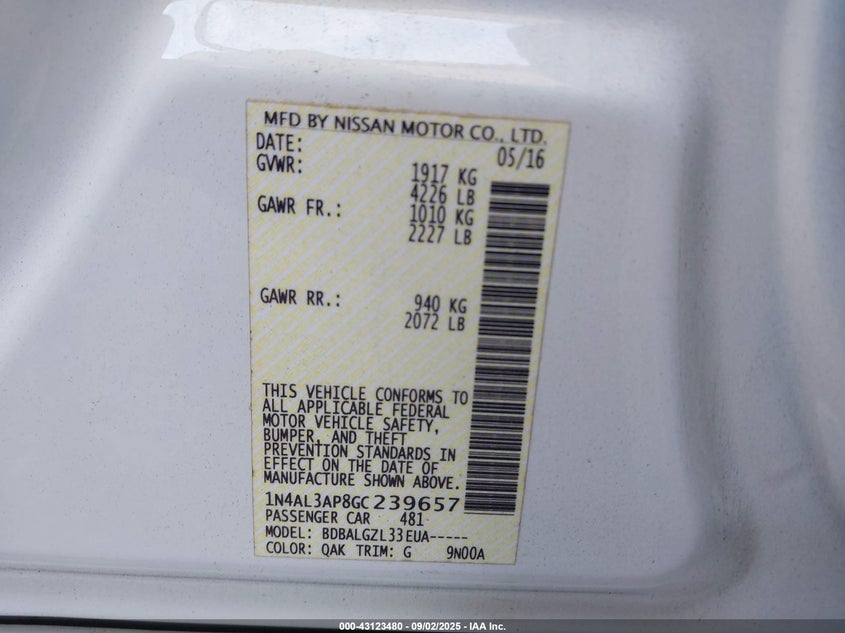 MFD BY NISSAN MOTOR CO., LTD.
DATE: 05/16
GVWR: 1917 KG
4226 LB
GAWR FR.: 1010 KG
2227 LB
GAWR RR.: 940 KG
2072 LB
THIS VEHICLE CONFORMS TO
ALL APPLICABLE FEDERAL
MOTOR VEHICLE SAFETY,
BUMPER, AND THEFT
PREVENTION STANDARDS IN
EFFECT ON THE DATE OF
MANUFACTURE SHOWN ABOVE.
1N4AL3AP8GC239657
PASSENGER CAR 481
MODEL: BDBALGZL33EUA-----
COLOR: QAK TRIM: G 9N00A
000-43123480 - 09/02/2025 - IAA Inc.